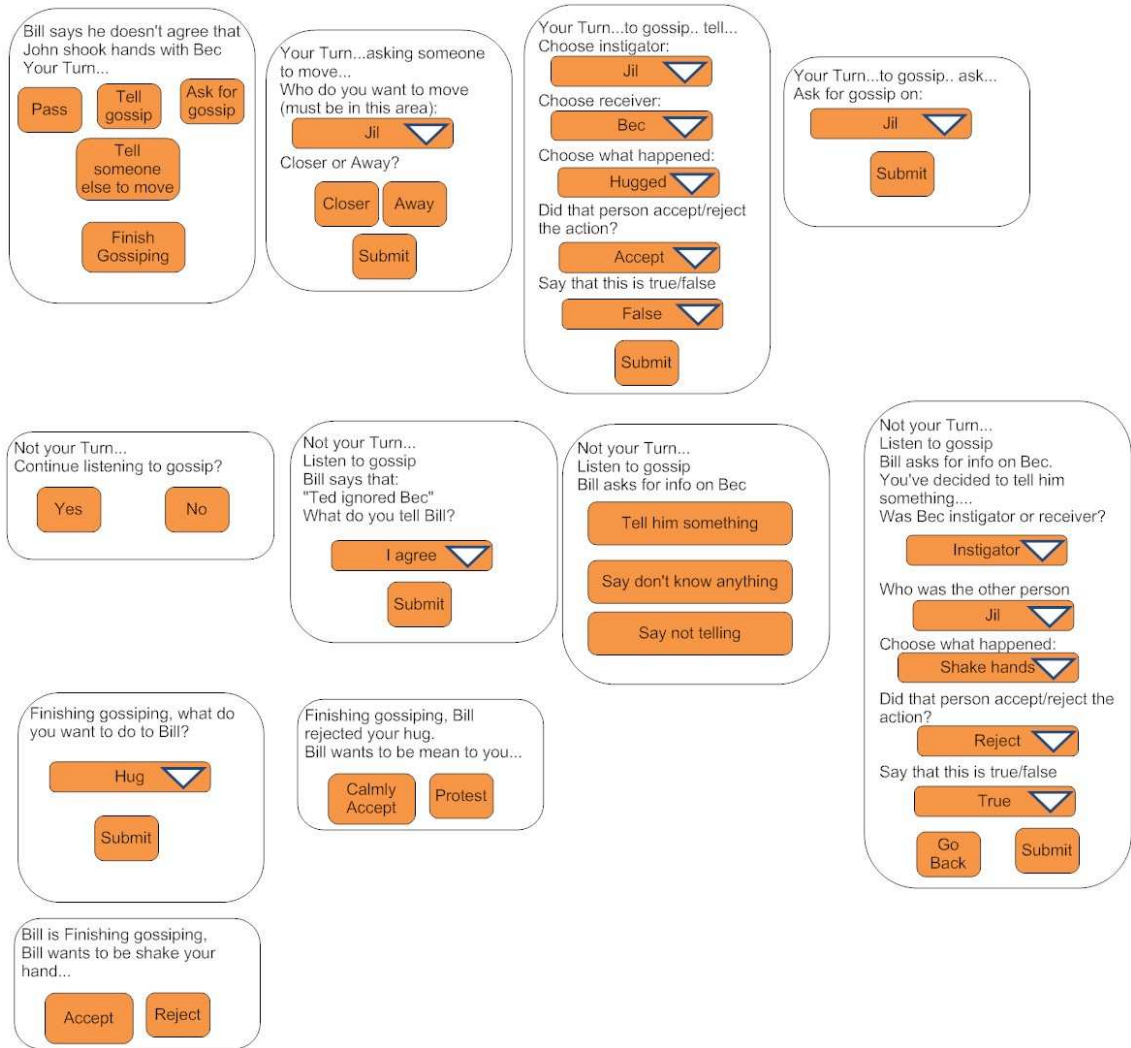 Bill says he doesn't agree that
John shook hands with Bec
Your Turn...
Pass
Tell
gossip
Ask for
gossip
Tell
someone
else to move
Finish
Gossiping
Your Turn...asking someone
to move...
Who do you want to move
(must be in this area):
Jil
Closer or Away?
Closer
Away
Submit
Your Turn...to gossip.. tell...
Choose instigator:
Jil
Choose receiver:
Bec
Choose what happened:
Hugged
Did that person accept/reject
the action?
Accept
Say that this is true/false
False
Submit
Your Turn...to gossip.. ask...
Ask for gossip on:
Jil
Submit
Not your Turn...
Continue listening to gossip?
Yes
No
Not your Turn...
Listen to gossip
Bill says that:
"Ted ignored Bec"
What do you tell Bill?
I agree
Submit
Not your Turn...
Listen to gossip
Bill asks for info on Bec
Tell him something
Say don't know anything
Say not telling
Not your Turn...
Listen to gossip
Bill asks for info on Bec.
You've decided to tell him
something....
Was Bec instigator or receiver?
Instigator
Who was the other person
Jil
Choose what happened:
Shake hands
Did that person accept/reject the
action?
Reject
Say that this is true/false
True
Go
Back
Submit
Finishing gossiping, what do
you want to do to Bill?
Hug
Submit
Finishing gossiping, Bill
rejected your hug.
Bill wants to be mean to you...
Calmly
Accept
Protest
Bill is Finishing gossiping,
Bill wants to be shake your
hand...
Accept
Reject